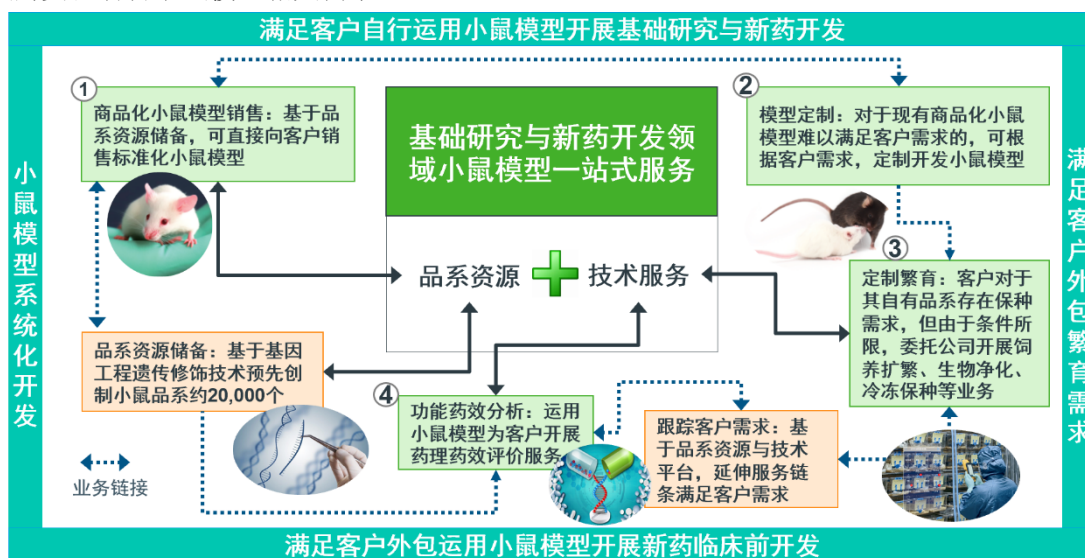 满足客户自行运用小鼠模型开展基础研究与新药开发
①
商品化小鼠模型销售：基于品
系资源储备，可直接向客户销
售标准化小鼠模型
基础研究与新药开发领
域小鼠模型一站式服务
②
模型定制：对于现有商品化小鼠
模型难以满足客户需求的，可
根据客户需求，定制开发小鼠模型
小鼠模型系统化开发
满足客户外包繁育需求
品系资源
技术服务
③
定制繁育：客户对于
其自有品系存在保种
需求，但由于条件所
限，委托公司开展饲
养扩繁、生物净化、
冷冻保种等业务
品系资源储备：基于基因
工程遗传修饰技术预先创
制小鼠品系约20,000个
④
功能药效分析：运用
小鼠模型为客户开展
药理药效评价服务
跟踪客户需求：基
于品系资源与技术
平台，延伸服务链
条满足客户需求
业务链接
满足客户外包运用小鼠模型开展新药临床前开发